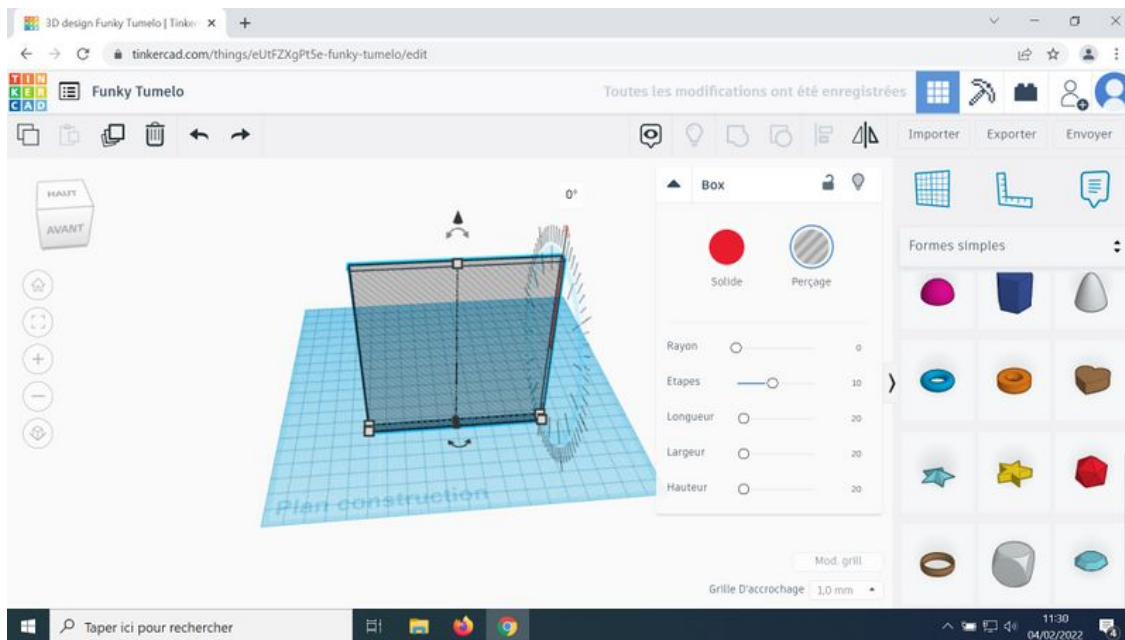 3D design Funky Tumelo | Tinker
tinkercad.com/things/eUtFZXgPt5e-funky-tumelo/edit
TIN
KER
CAD
Funky Tumelo
Toutes les modifications ont été enregistrées
Importer
Exporter
Envoyer
HAUT
AVANT
0°
Box
Solide
Perçage
Rayon 0
Etapes 10
Longueur 20
Largeur 20
Hauteur 20
Formes simples
Plan construction
Mod. grill
Grille D'accrochage 1,0 mm
Taper ici pour rechercher
11:30
04/02/2022